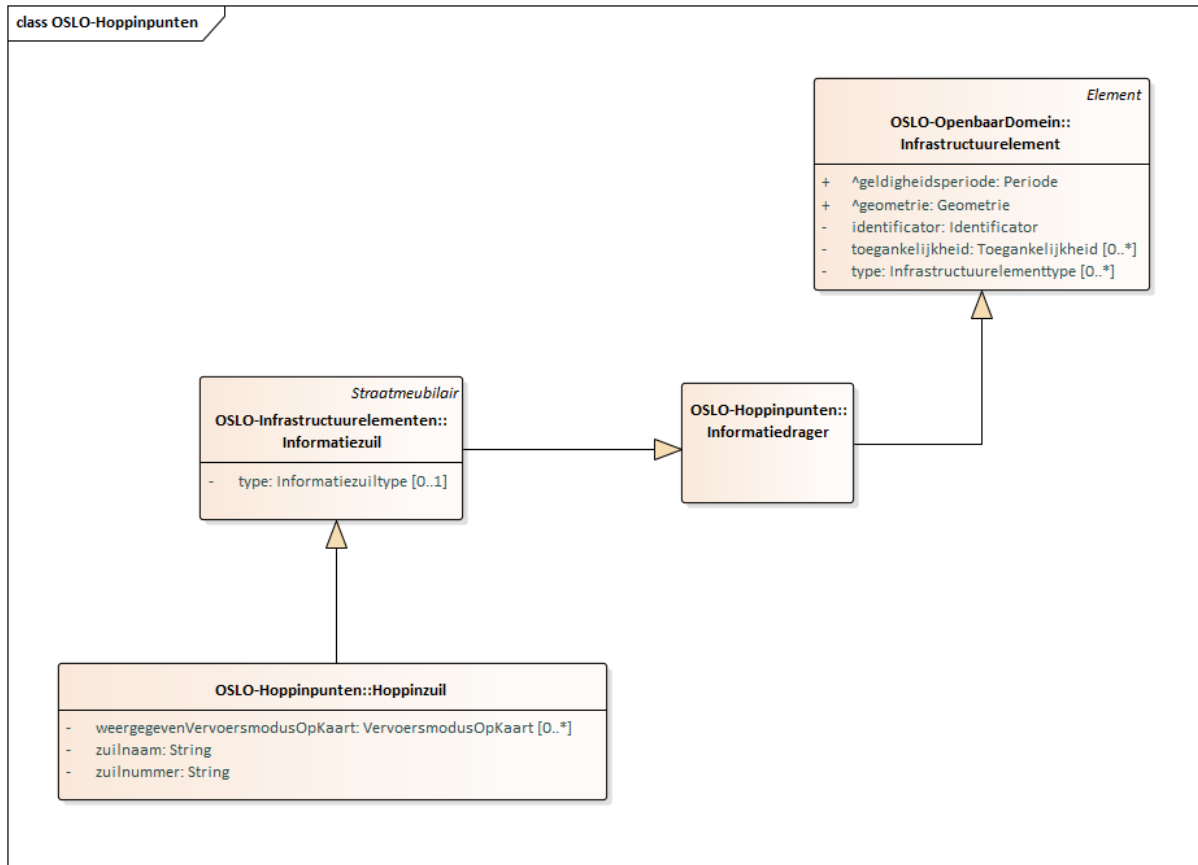 class OSLO-Hoppinpunten
Element
OSLO-OpenbaarDomein::
Infrastructuurelement
+ ^geldigheidsperiode: Periode
+ ^geometrie: Geometrie
- identificator: Identificator
- toegankelijkheid: Toegankelijkheid [0..*]
- type: Infrastructuurelementtype [0..*]
Straatmeubilair
OSLO-Infrastructuurelementen::
Informatiezuil
- type: Informatiezuiltype [0..1]
OSLO-Hoppinpunten::
Informatiedrager
OSLO-Hoppinpunten::Hoppinzuil
- weergegevenVervoersmodusOpKaart: VervoersmodusOpKaart [0..*]
- zuilnaam: String
- zuilnummer: String